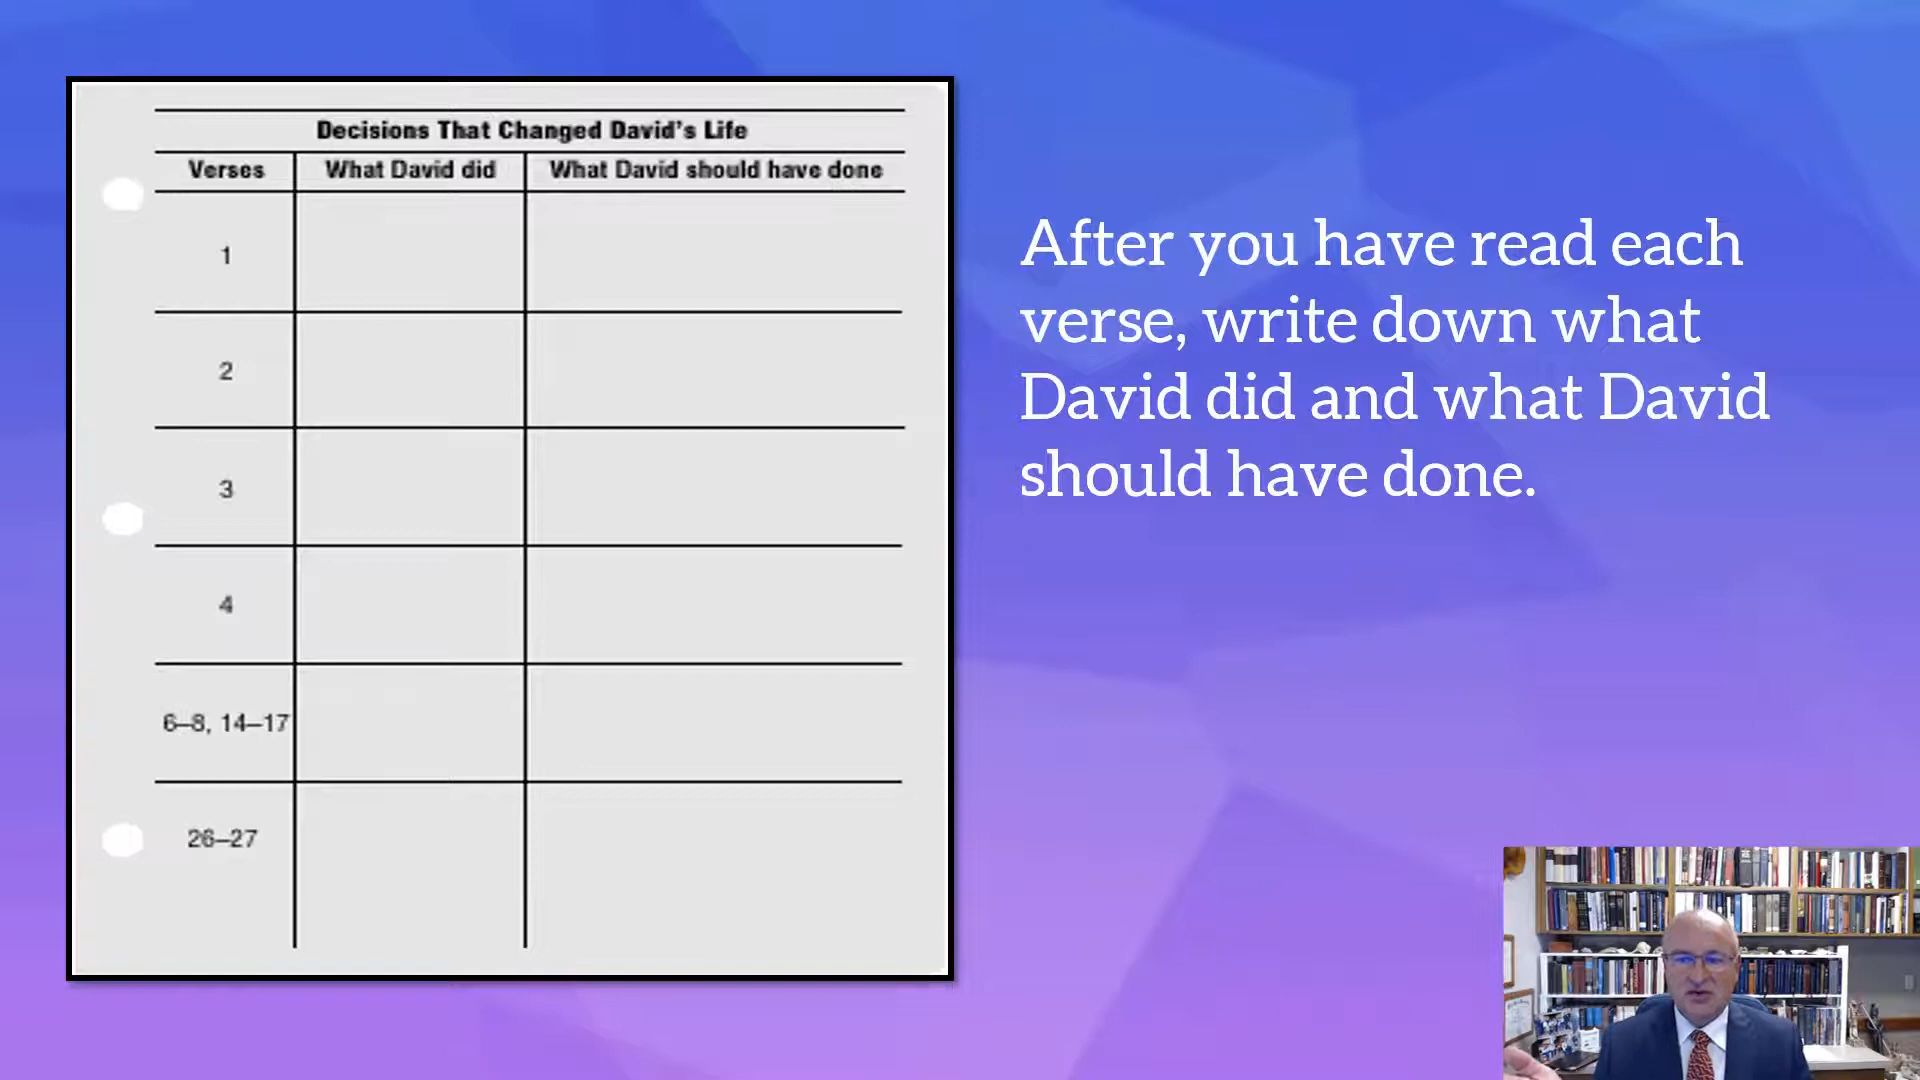 Decisions That Changed David's Life
Verses What David did What David should have done
1
2
3
4
6–8, 14–17
26–27
After you have read each
verse, write down what
David did and what David
should have done.